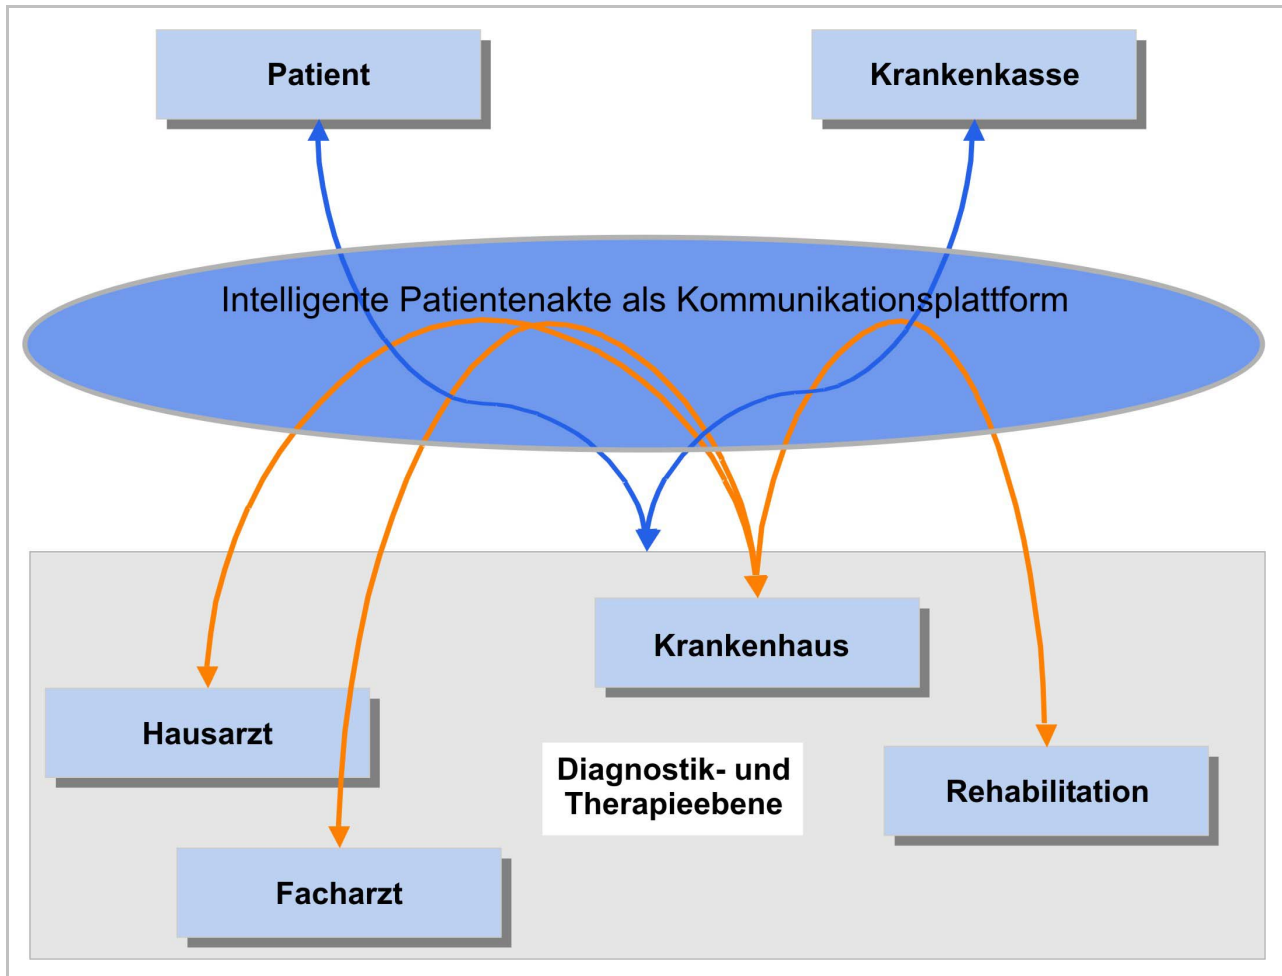 Patient
Krankenkasse
Intelligente Patientenakte als Kommunikationsplattform
Krankenhaus
Hausarzt
Diagnostik- und
Therapieebene
Rehabilitation
Facharzt